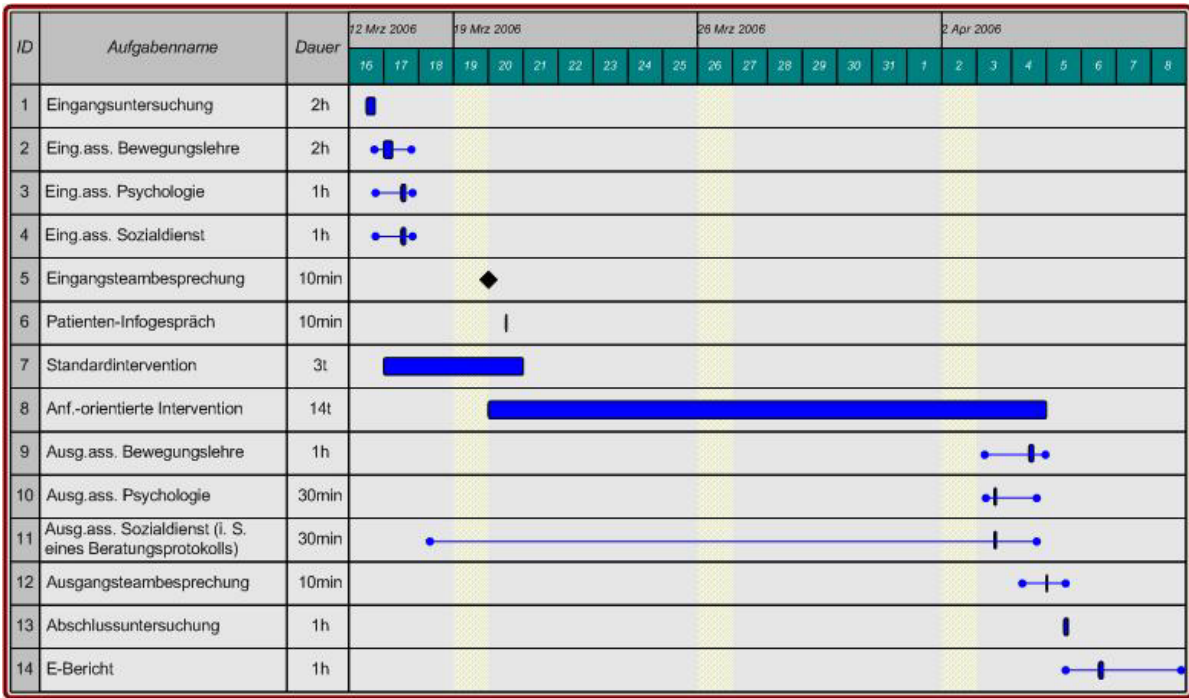 ID Aufgabenname Dauer 12 Mrz 2006 19 Mrz 2006 26 Mrz 2006 2 Apr 2006
16 17 18 19 20 21 22 23 24 25 26 27 28 29 30 31 1 2 3 4 5 6 7 8
1 Eingangsuntersuchung 2h
2 Eing.ass. Bewegungslehre 2h
3 Eing.ass. Psychologie 1h
4 Eing.ass. Sozialdienst 1h
5 Eingangsteambesprechung 10min
6 Patienten-Infogespräch 10min
7 Standardintervention 3t
8 Anf.-orientierte Intervention 14t
9 Ausg.ass. Bewegungslehre 1h
10 Ausg.ass. Psychologie 30min
11 Ausg.ass. Sozialdienst (i. S.
eines Beratungsprotokolls) 30min
12 Ausgangsteambesprechung 10min
13 Abschlussuntersuchung 1h
14 E-Bericht 1h